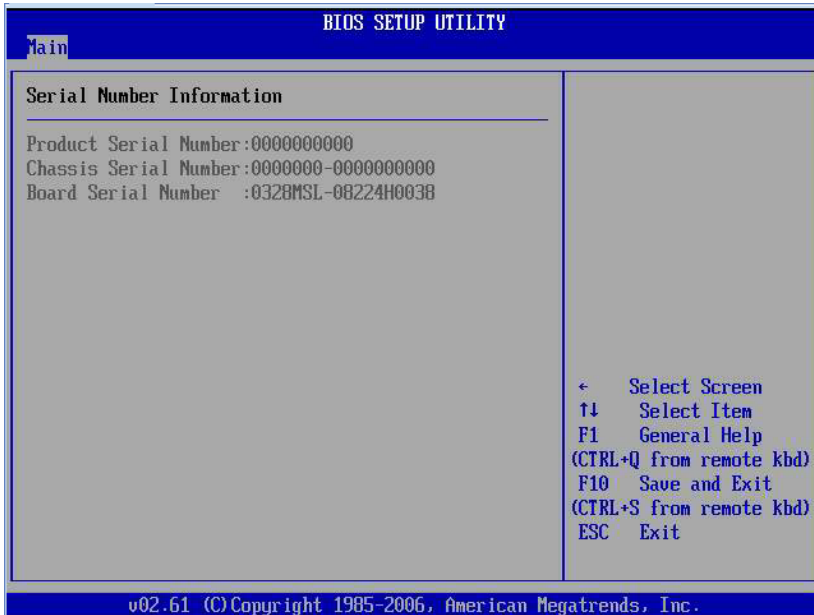 BIOS SETUP UTILITY
Main
Serial Number Information
Product Serial Number:0000000000
Chassis Serial Number:0000000-0000000000
Board Serial Number :0328MSL-08224H0038
← Select Screen
↑↓ Select Item
F1 General Help
(CTRL+Q from remote kbd)
F10 Save and Exit
(CTRL+S from remote kbd)
ESC Exit
v02.61 (C)Copyright 1985-2006, American Megatrends, Inc.